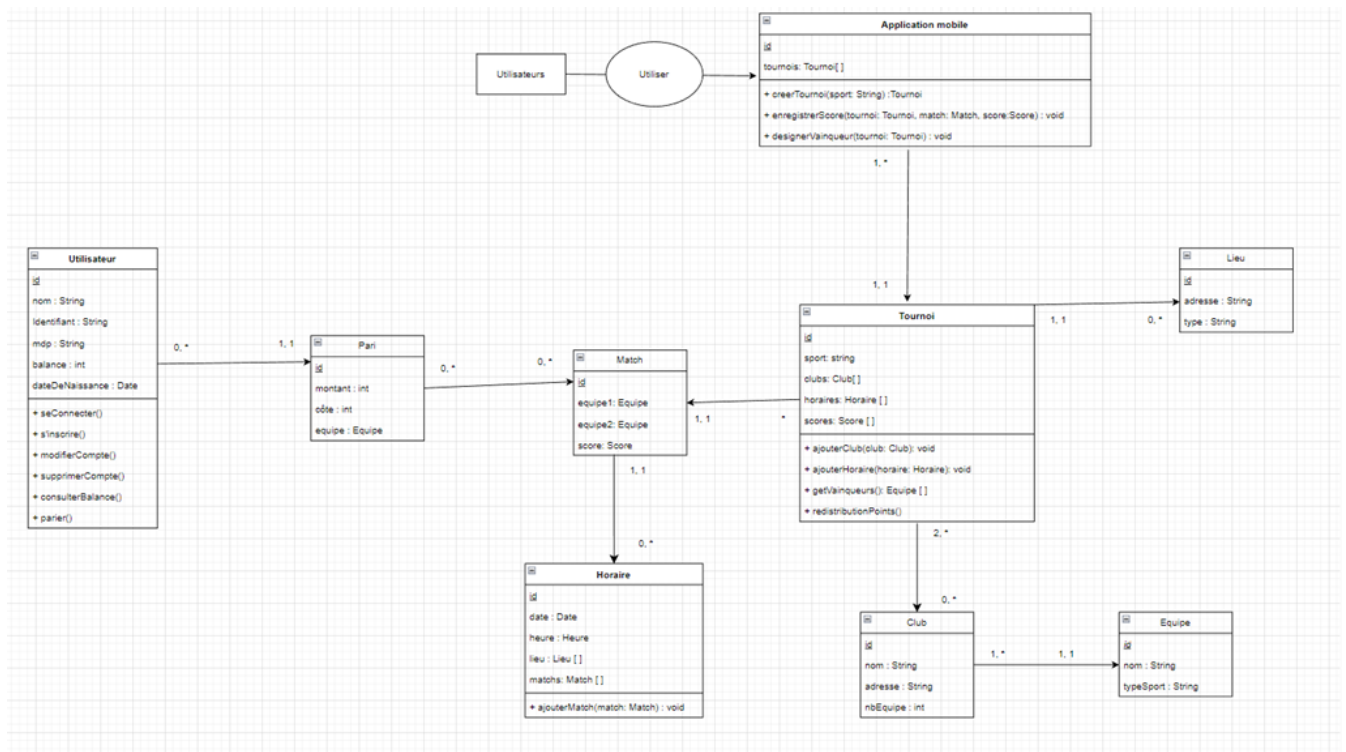 Application mobile
id
tournois: Tournoi[ ]
+ creerTournoi(sport: String) :Tournoi
+ enregistrerScore(tournoi: Tournoi, match: Match, score:Score) : void
+ designerVainqueur(tournoi: Tournoi) : void
Utilisateurs
Utiliser
1, *
1, 1
Utilisateur
id
nom : String
Identifiant : String
mdp : String
balance : int
dateDeNaissance : Date
+ seConnecter()
+ s'inscrire()
+ modifierCompte()
+ supprimerCompte()
+ consulterBalance()
+ parier()
0, *
1, 1
Pari
id
montant : int
côte : int
equipe : Equipe
0, *
0, *
Match
id
equipe1: Equipe
equipe2: Equipe
score: Score
1, 1
*
Tournoi
id
sport: string
clubs: Club[ ]
horaires: Horaire [ ]
scores: Score [ ]
+ ajouterClub(club: Club): void
+ ajouterHoraire(horaire: Horaire): void
+ getVainqueurs(): Equipe [ ]
+ redistributionPoints()
1, 1
0, *
Lieu
id
adresse : String
type : String
1, 1
0, *
Horaire
id
date : Date
heure : Heure
lieu : Lieu [ ]
matchs: Match [ ]
+ ajouterMatch(match: Match) : void
2, *
0, *
Club
id
nom : String
adresse : String
nbEquipe : int
1, *
1, 1
Equipe
id
nom : String
typeSport : String